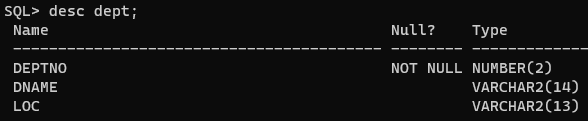 SQL> desc dept;
 Name                                      Null?    Type
 ----------------------------------------- -------- -------------
 DEPTNO                                    NOT NULL NUMBER(2)
 DNAME                                              VARCHAR2(14)
 LOC                                                VARCHAR2(13)